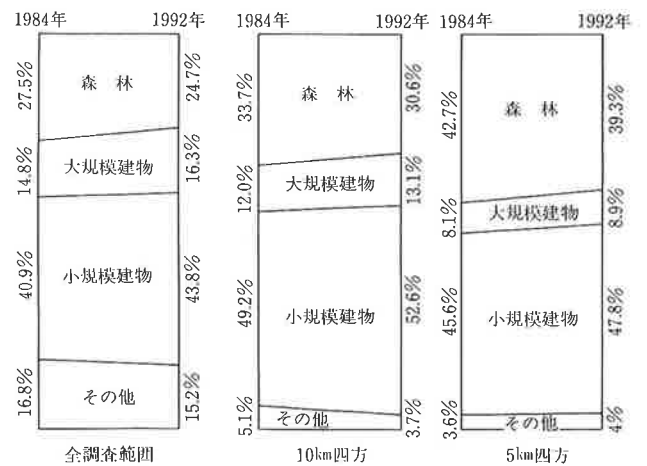 1984年 1992年
27.5% 森林 24.7%
14.8% 大規模建物 16.3%
40.9% 小規模建物 43.8%
16.8% その他 15.2%
全調査範囲
1984年 1992年
33.7% 森林 30.6%
12.0% 大規模建物 13.1%
49.2% 小規模建物 52.6%
5.1% その他 3.7%
10km四方
1984年 1992年
42.7% 森林 39.3%
8.1% 大規模建物 8.9%
45.6% 小規模建物 47.8%
3.6% その他 4%
5km四方